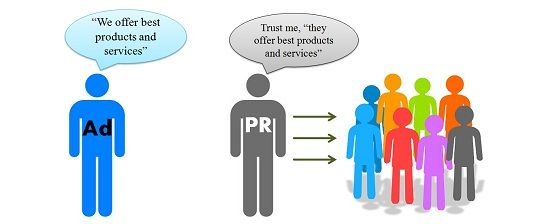 “We offer best
products and
services”
Trust me, “they
offer best products
and services”
Ad
PR